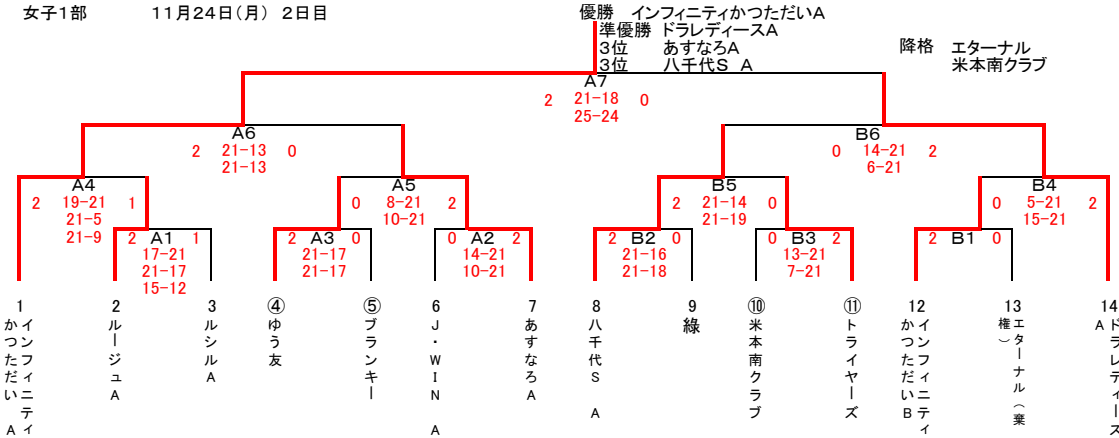 女子1部 11月24日(月) 2日目
優勝 インフィニティかつただいA
準優勝 ドラレディースA
3位 あすなろA
3位 八千代S A
降格 エターナル
米本南クラブ
A7
2 21-18 0
25-24
A6
2 21-13 0
21-13
B6
0 14-21 2
6-21
A4
2 19-21 1
21-5
21-9
A5
0 8-21 2
10-21
B5
2 21-14 0
21-19
B4
0 5-21 2
15-21
2 A1 1
17-21
21-17
15-12
2 A3 0
21-17
21-17
0 A2 2
14-21
10-21
2 B2 0
21-16
21-18
0 B3 2
13-21
7-21
2 B1 0
1
インフィニティ
かつただい A
2
ルージュA
3
ルシルA
④
ゆう友
⑤
ブランキー
6
J・WIN A
7
あすなろA
8
八千代S A
9
綠
⑩
米本南クラブ
⑪
トライヤーズ
12
インフィニティ
かつただいB
13
エターナル(棄
権)
14
ドラレディース
A